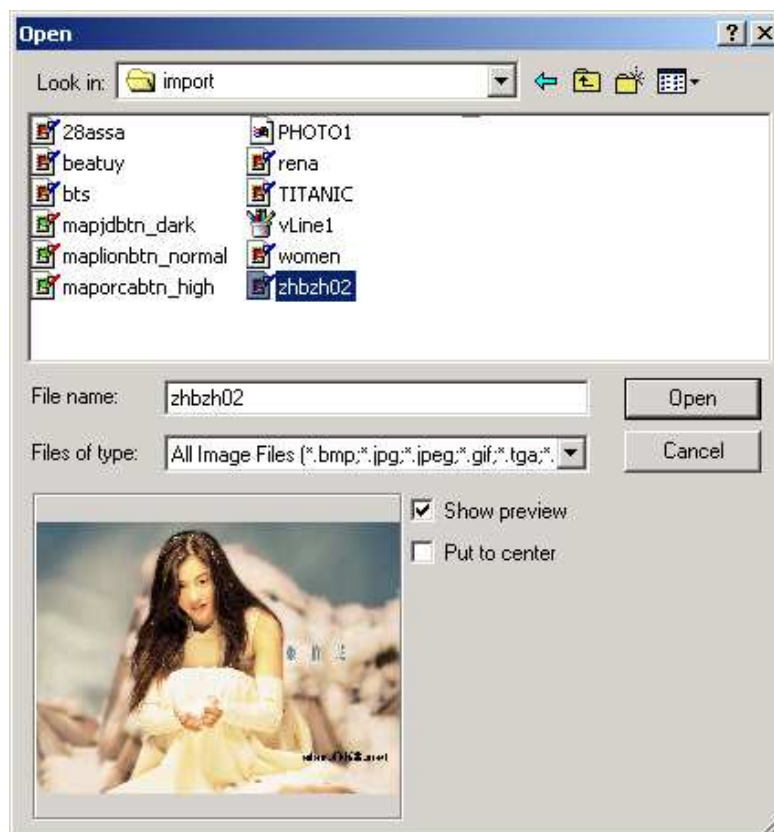 Open
Look in: import
28assa
beatuy
bts
mapjdbtn_dark
maplionbtn_normal
maporcabtn_high
PHOTO1
rena
TITANIC
vLine1
women
zhbzh02
File name: zhbzh02
Open
Files of type: All Image Files (*.bmp;*.jpg;*.jpeg;*.gif;*.tga;*.
Cancel
Show preview
Put to center